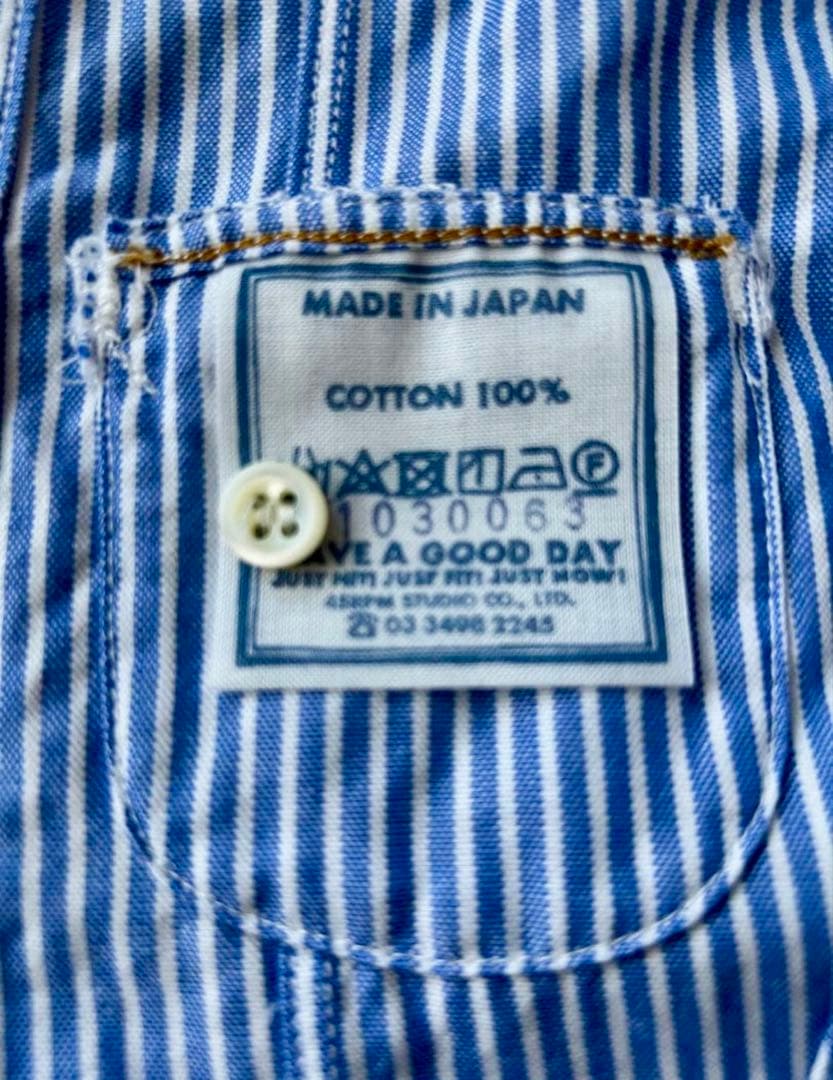 MADE IN JAPAN
COTTON 100%
F
1030063
AVE A GOOD DAY
JUST HIT! JUST FIT! JUST NOW!
45RPM STUDIO CO., LTD.
☎ 03 3498 2245